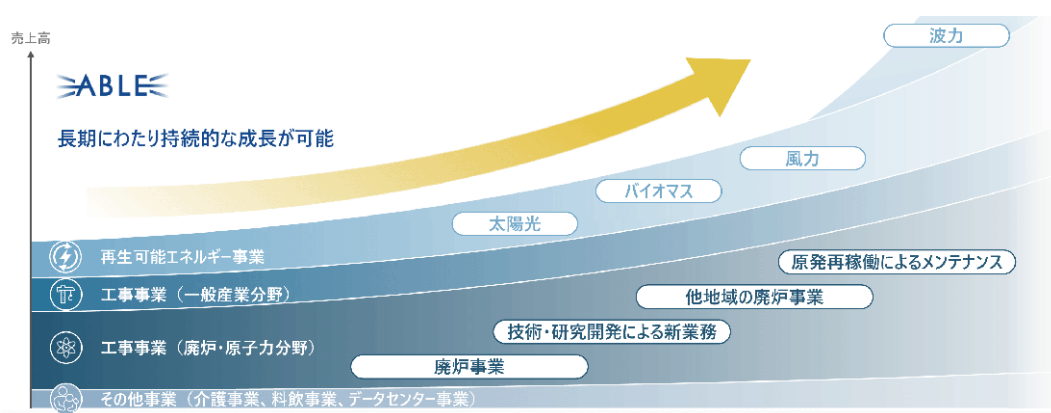 売上高
ABLE
長期にわたり持続的な成長が可能
波力
風力
バイオマス
太陽光
再生可能エネルギー事業
原発再稼働によるメンテナンス
工事事業（一般産業分野）
他地域の廃炉事業
技術・研究開発による新業務
工事事業（廃炉・原子力分野）
廃炉事業
その他事業（介護事業、料飲事業、データセンター事業）